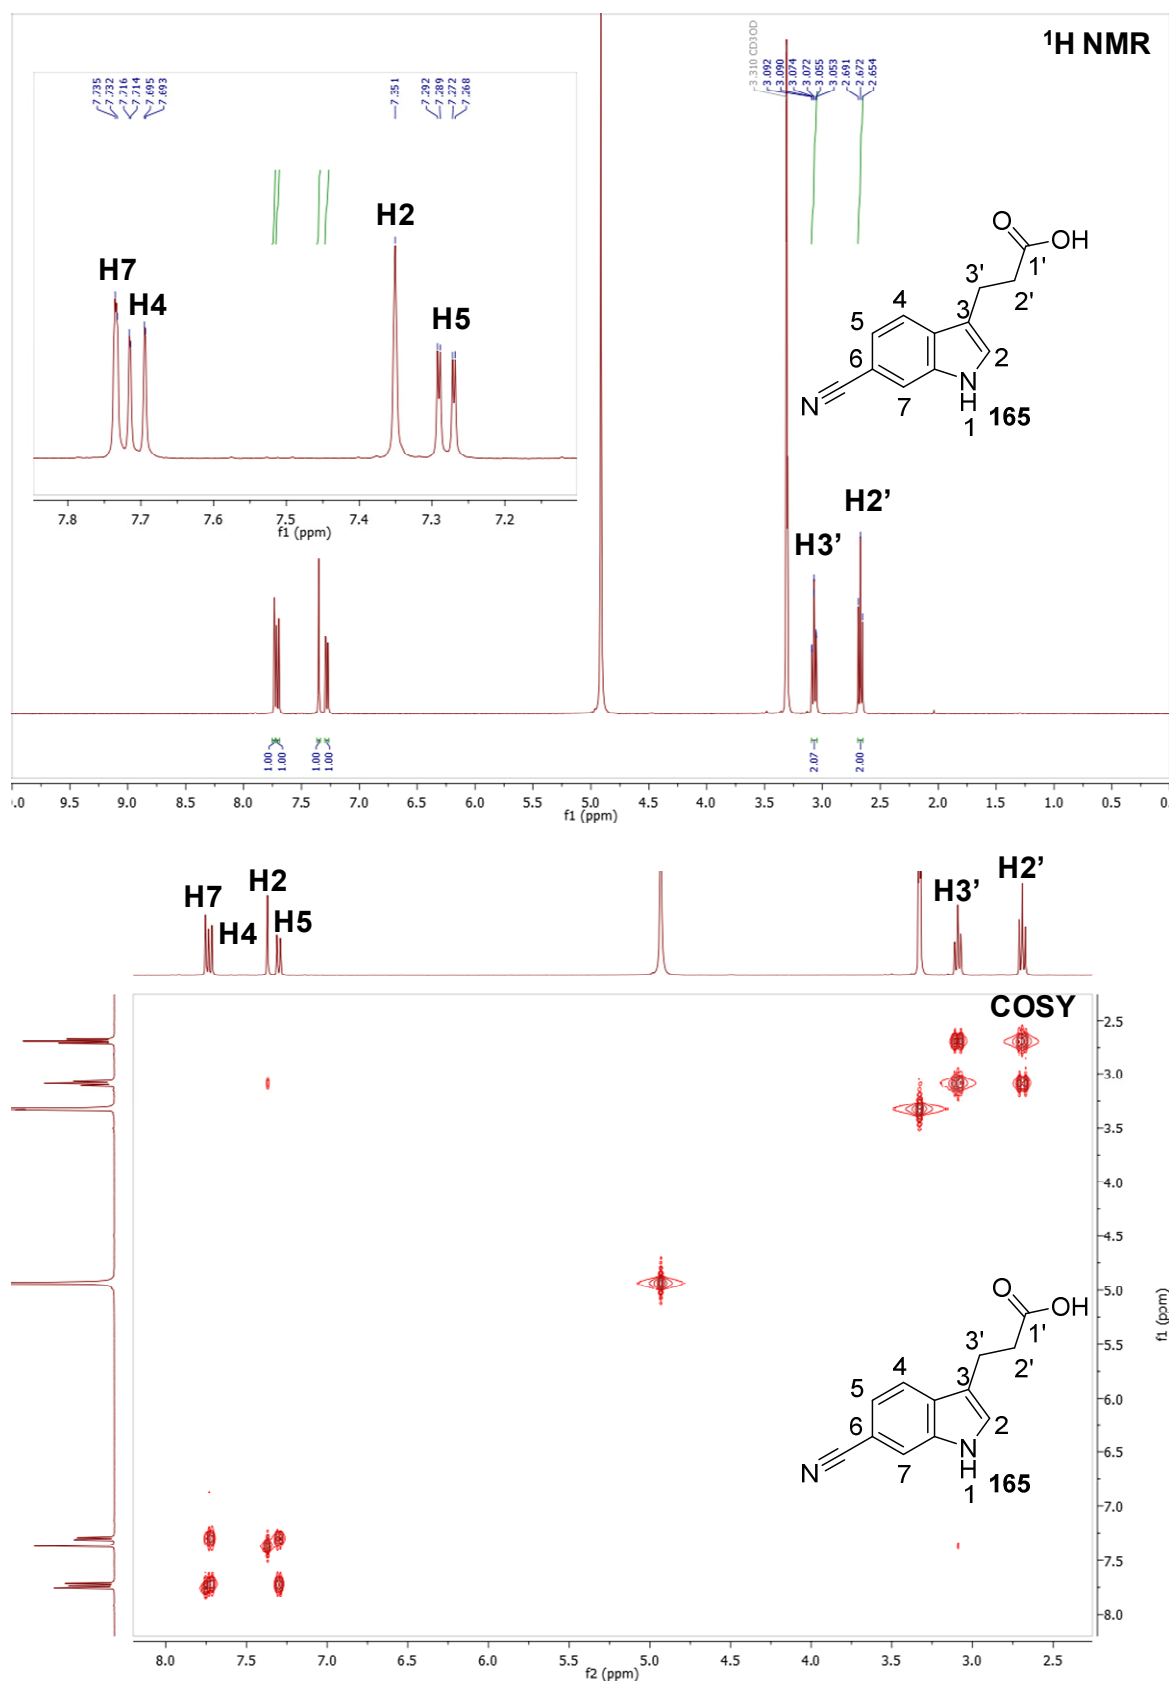 ¹H NMR
3.310 CD3OD
3.092
3.090
3.074
3.072
3.055
3.053
2.691
2.672
2.654
7.735
7.732
7.716
7.714
7.695
7.693
7.351
7.292
7.289
7.272
7.268
H2
H7
H4
H5
7.8 7.7 7.6 7.5 7.4 7.3 7.2
f1 (ppm)
O
OH
1'
3'
2'
4
3
5
6
2
N
7
N
H
1
165
H3’
H2’
1.00
1.00
1.00
1.00
2.07
2.00
.0 9.5 9.0 8.5 8.0 7.5 7.0 6.5 6.0 5.5 5.0 4.5 4.0 3.5 3.0 2.5 2.0 1.5 1.0 0.5 0.
f1 (ppm)
H7
H4
H2
H5
H3’
H2’
COSY
2.5
3.0
3.5
4.0
4.5
5.0
5.5
6.0
6.5
7.0
7.5
8.0
f1 (ppm)
O
OH
1'
3'
2'
4
3
5
6
2
N
7
N
H
1
165
8.0 7.5 7.0 6.5 6.0 5.5 5.0 4.5 4.0 3.5 3.0 2.5
f2 (ppm)